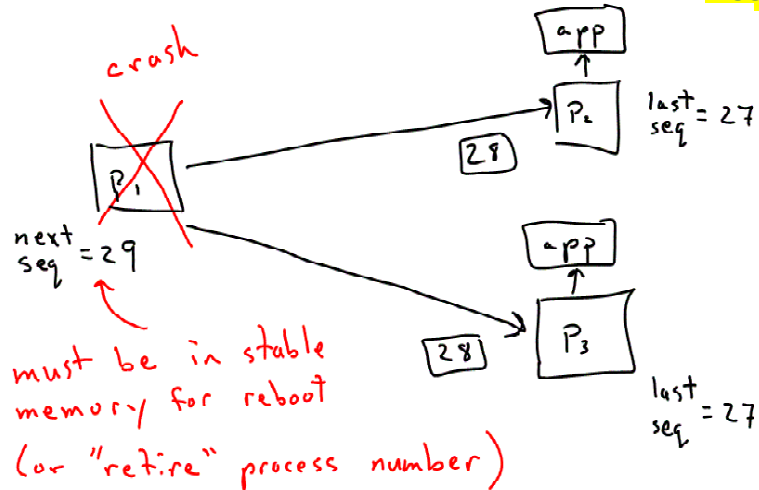 crash
app
P2
last
seq = 27
28
P1
next
seq = 29
app
P3
28
last
seq = 27
must be in stable
memory for reboot
(or "retire" process number)